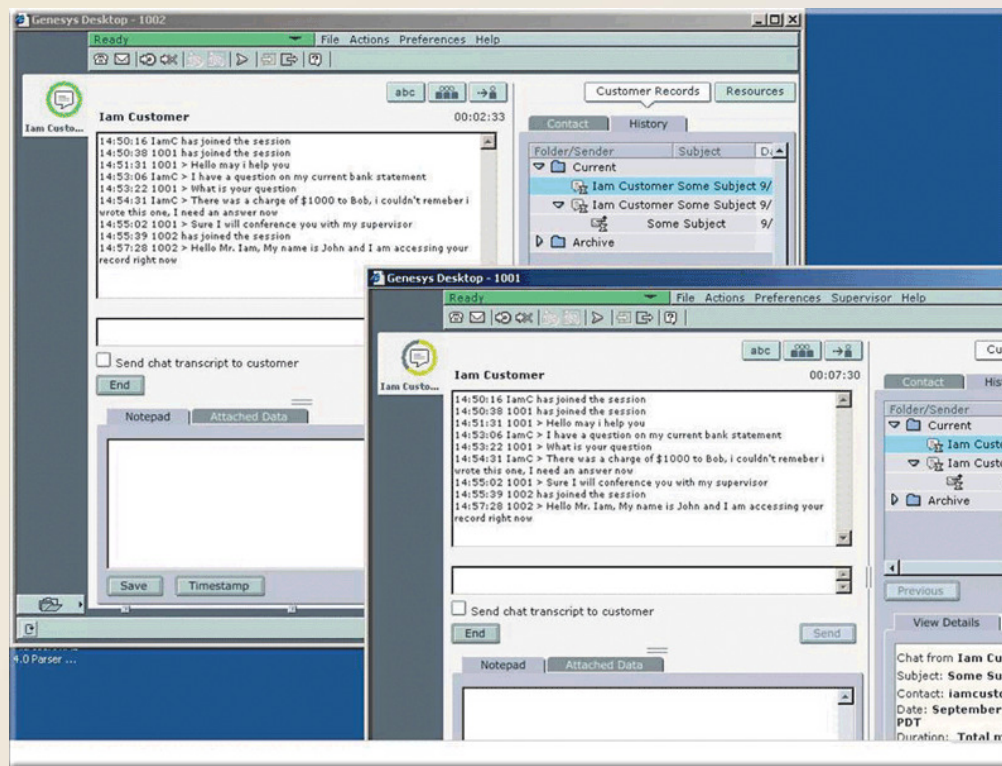 Genesys Desktop - 1002
Ready File Actions Preferences Help
abc
Customer Records Resources
Iam Custo...
Iam Customer 00:02:33
14:50:16 IamC has joined the session
14:50:38 1001 has joined the session
14:51:31 1001 > Hello may i help you
14:53:06 IamC > I have a question on my current bank statement
14:53:22 1001 > What is your question
14:54:31 IamC > There was a charge of $1000 to Bob, i couldn't remeber i
wrote this one, I need an answer now
14:55:02 1001 > Sure I will conference you with my supervisor
14:55:39 1002 has joined the session
14:57:28 1002 > Hello Mr. Iam, My name is John and I am accessing your
record right now
Send chat transcript to customer
End
Notepad Attached Data
Save Timestamp
Contact History
Folder/Sender Subject
Current
Iam Customer Some Subject 9/
Iam Customer Some Subject 9/
Some Subject 9/
Archive
4.0 Parser ...
Genesys Desktop - 1001
Ready File Actions Preferences Supervisor Help
abc
Iam Custo...
Iam Customer 00:07:30
14:50:16 IamC has joined the session
14:50:38 1001 has joined the session
14:51:31 1001 > Hello may i help you
14:53:06 IamC > I have a question on my current bank statement
14:53:22 1001 > What is your question
14:54:31 IamC > There was a charge of $1000 to Bob, i couldn't remeber i
wrote this one, I need an answer now
14:55:02 1001 > Sure I will conference you with my supervisor
14:55:39 1002 has joined the session
14:57:28 1002 > Hello Mr. Iam, My name is John and I am accessing your
record right now
Send chat transcript to customer
End Send
Notepad Attached Data
Cu
Contact His
Folder/Sender
Current
Iam Custo
Iam Custo
Archive
Previous
View Details
Chat from Iam Cu
Subject: Some Su
Contact: iamcusto
Date: September
PDT
Duration: Total m